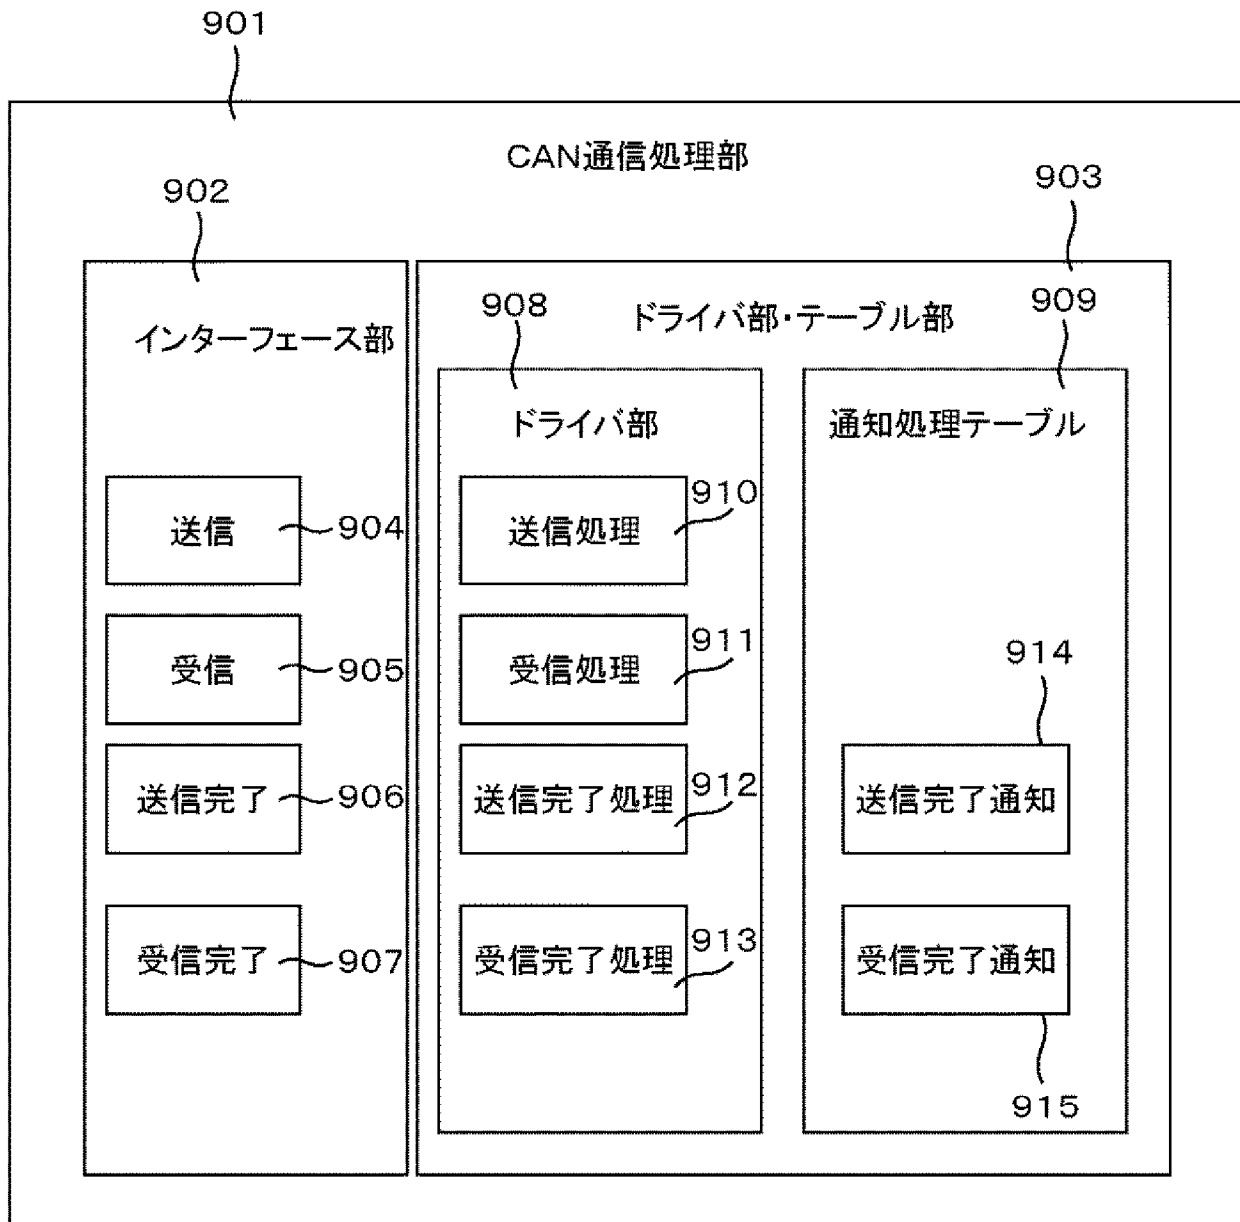 901
CAN通信処理部
902
903
インターフェース部
908
ドライバ部・テーブル部
909
ドライバ部
通知処理テーブル
送信
904
送信処理
910
受信
905
受信処理
911
914
送信完了
906
送信完了処理
912
送信完了通知
受信完了
907
受信完了処理
913
受信完了通知
915